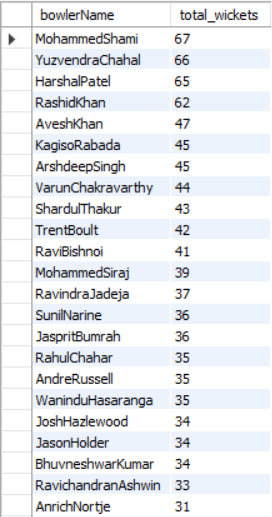 bowlerName total_wickets
MohammedShami 67
YuzvendraChahal 66
HarshalPatel 65
RashidKhan 62
AveshKhan 47
KagisoRabada 45
ArshdeepSingh 45
VarunChakravarthy 44
ShardulThakur 43
TrentBoult 42
RaviBishnoi 41
MohammedSiraj 39
RavindraJadeja 37
SunilNarine 36
JaspritBumrah 36
RahulChahar 35
AndreRussell 35
WaninduHasaranga 35
JoshHazlewood 34
JasonHolder 34
BhuvneshwarKumar 34
RavichandranAshwin 33
AnrichNortje 31